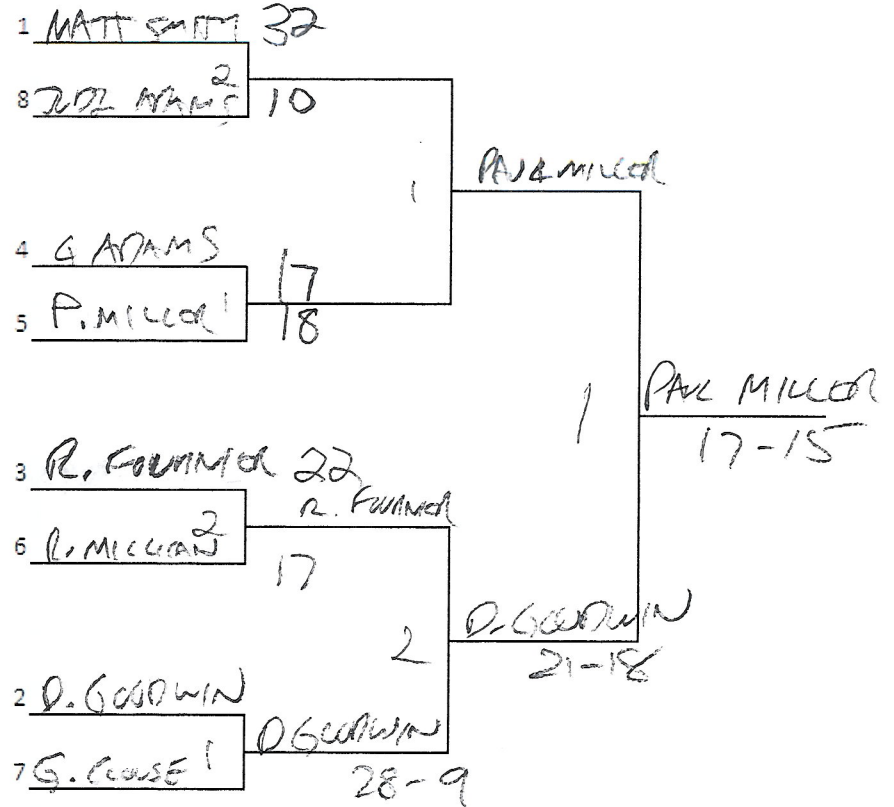 1 MATT SMITH 32
2
8 JUDE ADAMS 10
PAUL MILLER
1
4 G ADAMS 17
5 P. MILLER 1 18
1 PAUL MILLER
17-15
3 R. FOURNIER 22
R. FOURNIER
6 R. MILLIGAN 2 17
D. GOODWIN
2 21-18
2 D. GOODWIN
D GOODWIN
7 G. CLOUSE 1
28-9